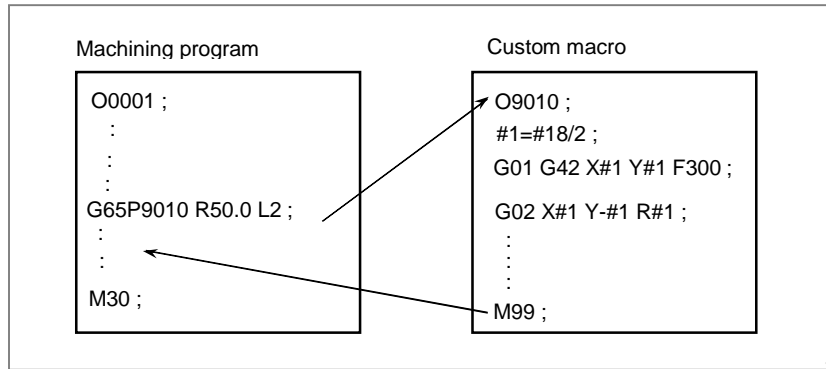 Machining program
O0001 ;
:
:
:
G65P9010 R50.0 L2 ;
:
:
M30 ;
Custom macro
O9010 ;
#1=#18/2 ;
G01 G42 X#1 Y#1 F300 ;
G02 X#1 Y-#1 R#1 ;
:
:
:
M99 ;